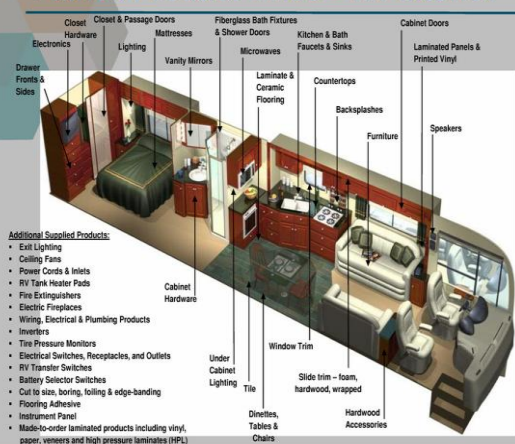 Closet
Hardware
Closet & Passage Doors
Fiberglass Bath Fixtures
& Shower Doors
Cabinet Doors
Electronics
Lighting
Mattresses
Vanity Mirrors
Microwaves
Kitchen & Bath
Faucets & Sinks
Laminated Panels &
Printed Vinyl
Drawer
Fronts &
Sides
Laminate &
Ceramic
Flooring
Countertops
Backsplashes
Furniture
Speakers
Additional Supplied Products:
▪ Exit Lighting
▪ Ceiling Fans
▪ Power Cords & Inlets
▪ RV Tank Heater Pads
▪ Fire Extinguishers
▪ Electric Fireplaces
▪ Wiring, Electrical & Plumbing Products
▪ Inverters
▪ Tire Pressure Monitors
▪ Electrical Switches, Receptacles, and Outlets
▪ RV Transfer Switches
▪ Battery Selector Switches
▪ Cut to size, boring, foiling & edge-banding
▪ Flooring Adhesive
▪ Instrument Panel
▪ Made-to-order laminated products including vinyl,
paper, veneers and high pressure laminates (HPL)
Cabinet
Hardware
Under
Cabinet
Lighting
Tile
Window Trim
Dinettes,
Tables &
Chairs
Slide trim – foam,
hardwood, wrapped
Hardwood
Accessories